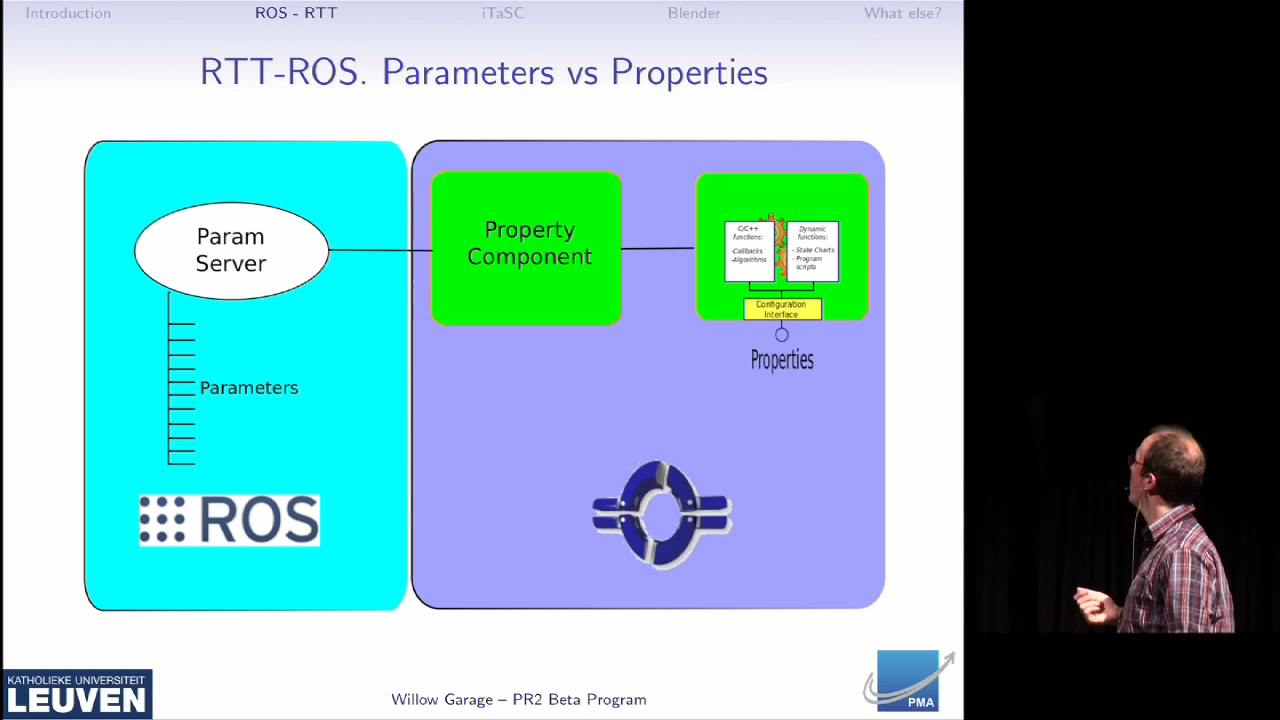 Introduction
ROS - RTT
iTaSC
Blender
What else?
RTT-ROS. Parameters vs Properties
Param
Server
Parameters
ROS
Property
Component
C/C++
functions:
-Callbacks
-Algorithms
Dynamic
functions:
- State Charts
- Program
scripts
Configuration
Interface
Properties
KATHOLIEKE UNIVERSITEIT
LEUVEN
Willow Garage – PR2 Beta Program
PMA